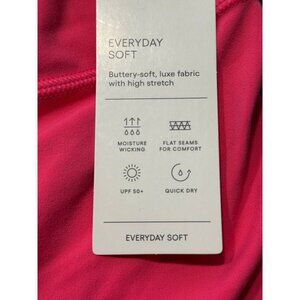 EVERYDAY
SOFT
Buttery-soft, luxe fabric
with high stretch
MOISTURE
WICKING
FLAT SEAMS
FOR COMFORT
UPF 50+
QUICK DRY
EVERYDAY SOFT